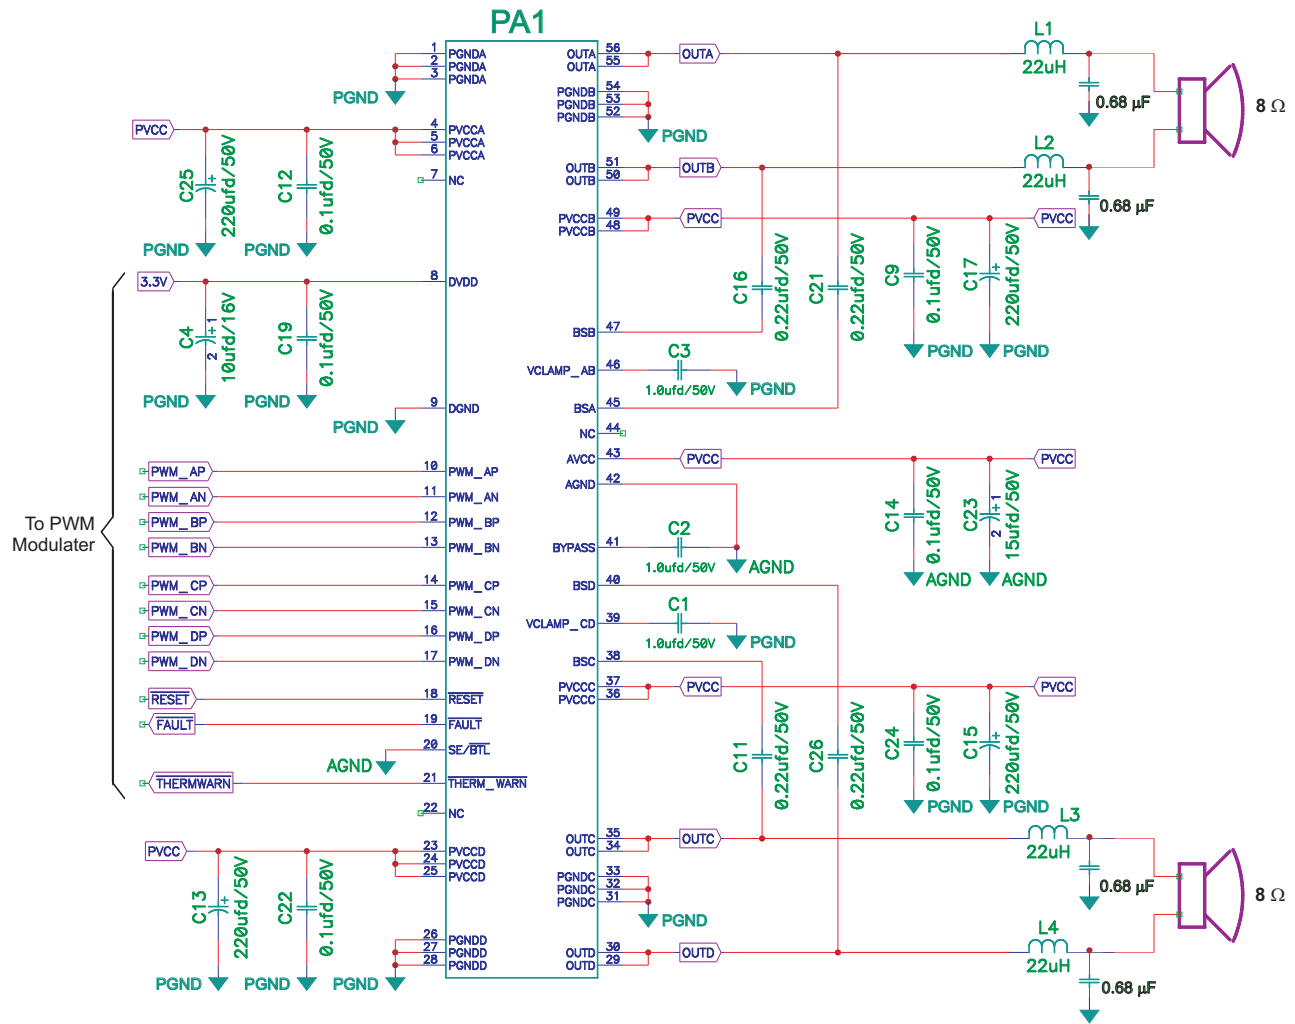 PA1
1 PGNDA
2 PGNDA
3 PGNDA
PGND
PVCC
4 PVCCA
5 PVCCA
6 PVCCA
7 NC
C25
220ufd/50V
+
C12
0.1ufd/50V
PGND
PGND
3.3V
8 DVDD
C4
10ufd/16V
+ 1
2
C19
0.1ufd/50V
PGND
PGND
9 DGND
PGND
To PWM
Modulater
PWM_AP 10 PWM_AP
PWM_AN 11 PWM_AN
PWM_BP 12 PWM_BP
PWM_BN 13 PWM_BN
PWM_CP 14 PWM_CP
PWM_CN 15 PWM_CN
PWM_DP 16 PWM_DP
PWM_DN 17 PWM_DN
RESET 18 RESET
FAULT 19 FAULT
20 SE/BTL
AGND
THERMWARN 21 THERM_WARN
22 NC
PVCC
23 PVCCD
24 PVCCD
25 PVCCD
C13
220ufd/50V
+
C22
0.1ufd/50V
26 PGNDD
27 PGNDD
28 PGNDD
PGND
PGND
PGND
OUTA 56
OUTA 55
OUTA
L1
22uH
0.68 µF
8 Ω
PGNDB 54
PGNDB 53
PGNDB 52
PGND
OUTB 51
OUTB 50
OUTB
L2
22uH
0.68 µF
PVCCB 49
PVCCB 48
PVCC
PVCC
C16
0.22ufd/50V
C21
0.22ufd/50V
C9
0.1ufd/50V
C17
220ufd/50V
+
PGND
PGND
BSB 47
VCLAMP_AB 46
C3
1.0ufd/50V
PGND
BSA 45
NC 44
AVCC 43
PVCC
PVCC
AGND 42
C14
0.1ufd/50V
C23
15ufd/50V
+ 1
2
AGND
AGND
BYPASS 41
C2
1.0ufd/50V
AGND
BSD 40
VCLAMP_CD 39
C1
1.0ufd/50V
PGND
BSC 38
PVCCC 37
PVCCC 36
PVCC
PVCC
C11
0.22ufd/50V
C26
0.22ufd/50V
C24
0.1ufd/50V
C15
220ufd/50V
+
PGND
PGND
OUTC 35
OUTC 34
OUTC
L3
22uH
0.68 µF
8 Ω
PGNDC 33
PGNDC 32
PGNDC 31
PGND
OUTD 30
OUTD 29
OUTD
L4
22uH
0.68 µF